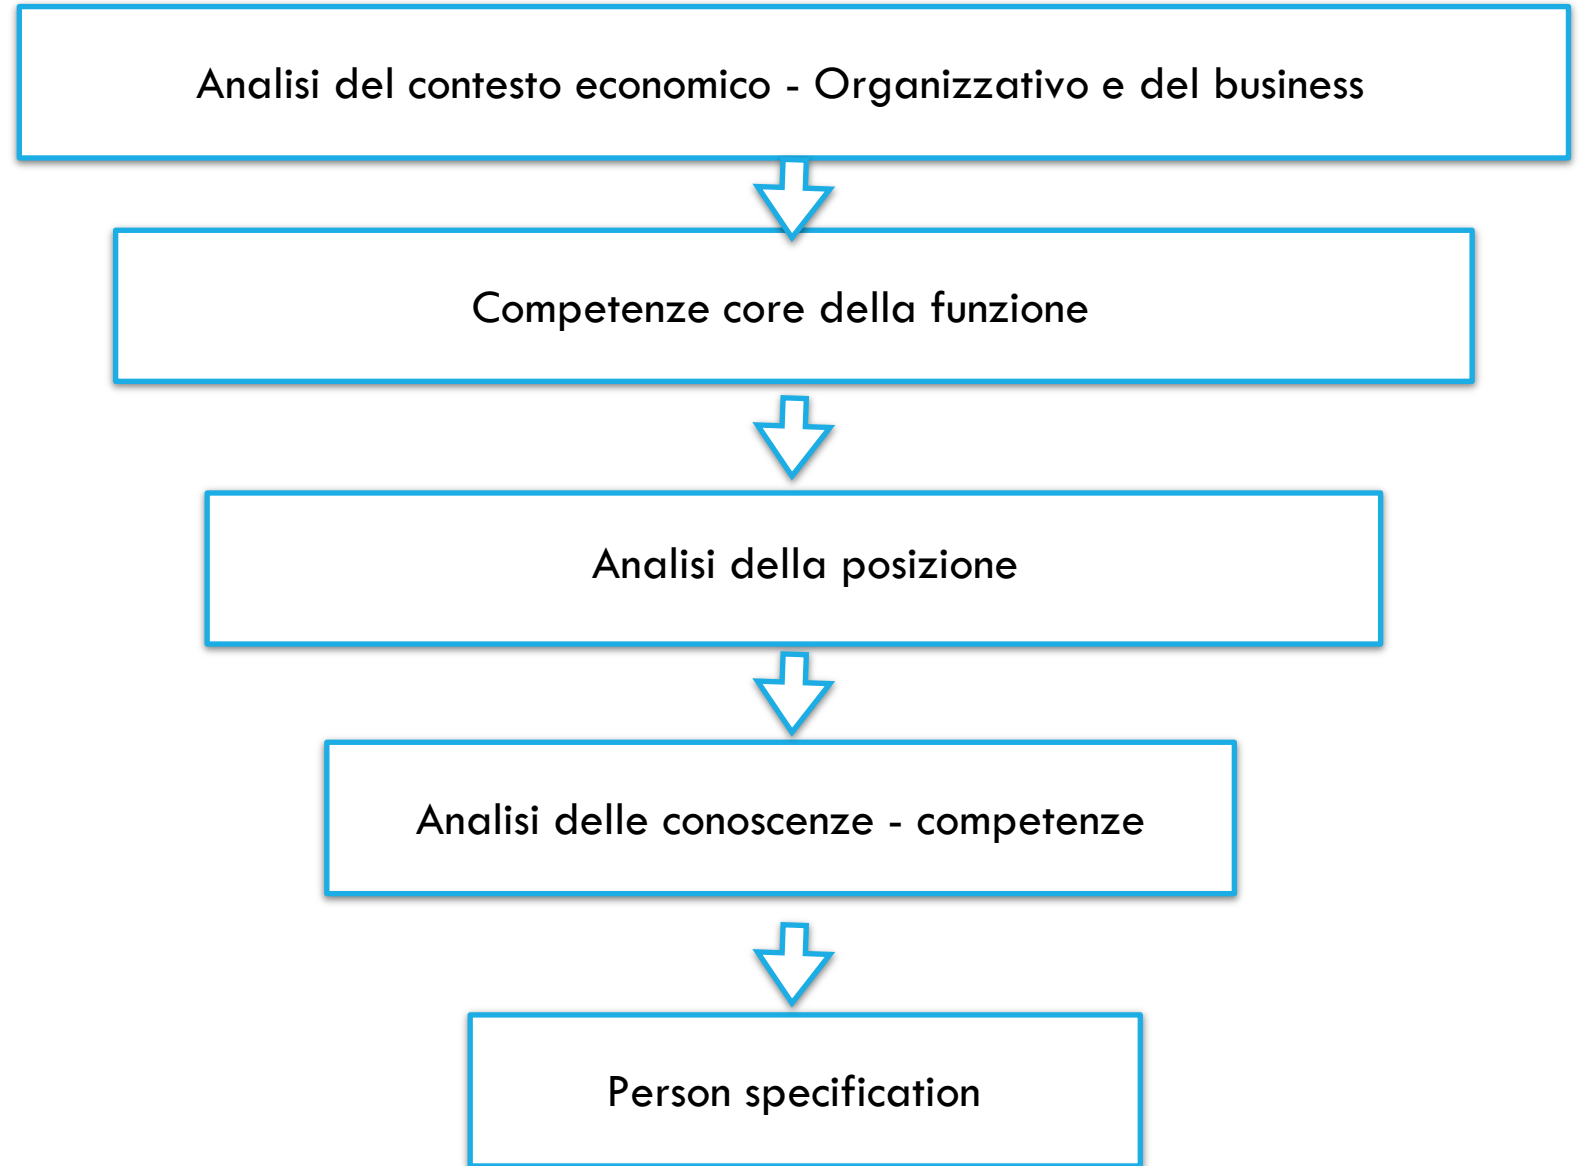 Analisi del contesto economico - Organizzativo e del business
Competenze core della funzione
Analisi della posizione
Analisi delle conoscenze - competenze
Person specification